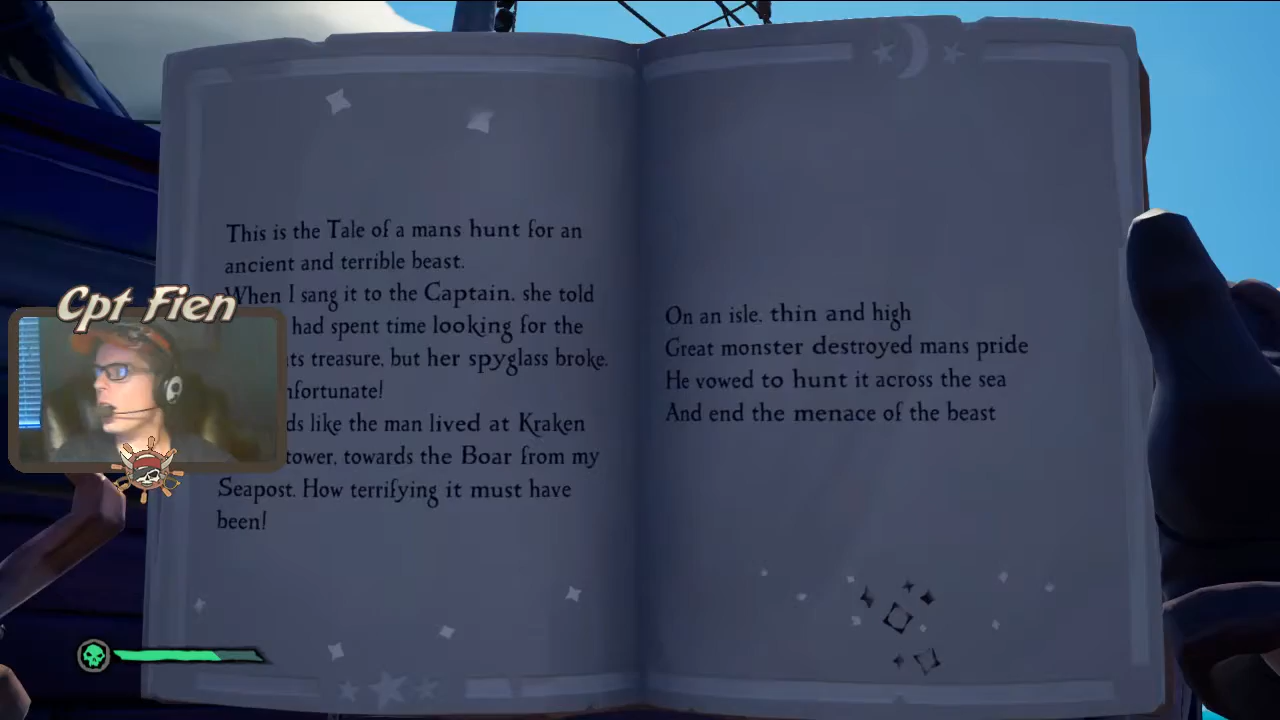 This is the Tale of a mans hunt for an
ancient and terrible beast.
When I sang it to the Captain, she told
had spent time looking for the
ts treasure, but her spyglass broke.
nfortunate!
ds like the man lived at Kraken
tower, towards the Boar from my
Seapost. How terrifying it must have
been!
On an isle, thin and high
Great monster destroyed mans pride
He vowed to hunt it across the sea
And end the menace of the beast
Cpt Fien